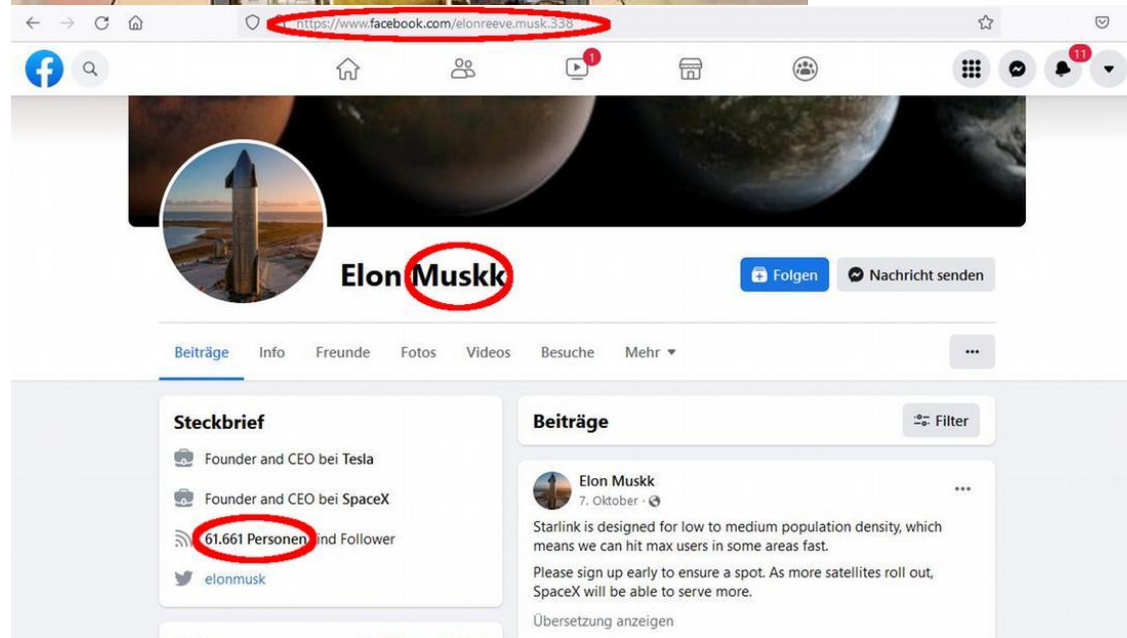 https://www.facebook.com/elonreeve.musk.338
1
11
Elon Muskk
Folgen
Nachricht senden
Beiträge Info Freunde Fotos Videos Besuche Mehr
Steckbrief
Founder and CEO bei Tesla
Founder and CEO bei SpaceX
61.661 Personen ind Follower
elonmusk
Beiträge
Filter
Elon Muskk
7. Oktober ·
Starlink is designed for low to medium population density, which
means we can hit max users in some areas fast.
Please sign up early to ensure a spot. As more satellites roll out,
SpaceX will be able to serve more.
Übersetzung anzeigen